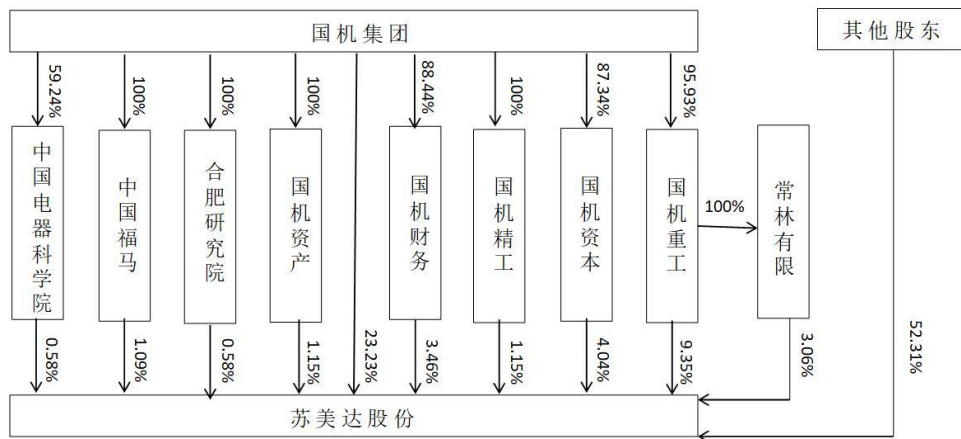 国机集团
其他股东
59.24%
100%
100%
100%
88.44%
100%
87.34%
95.93%
中国电器科学院
中国福马
合肥研究院
国机资产
国机财务
国机精工
国机资本
国机重工
100%
常林有限
0.58%
1.09%
0.58%
1.15%
23.23%
3.46%
1.15%
4.04%
9.35%
3.06%
52.31%
苏美达股份